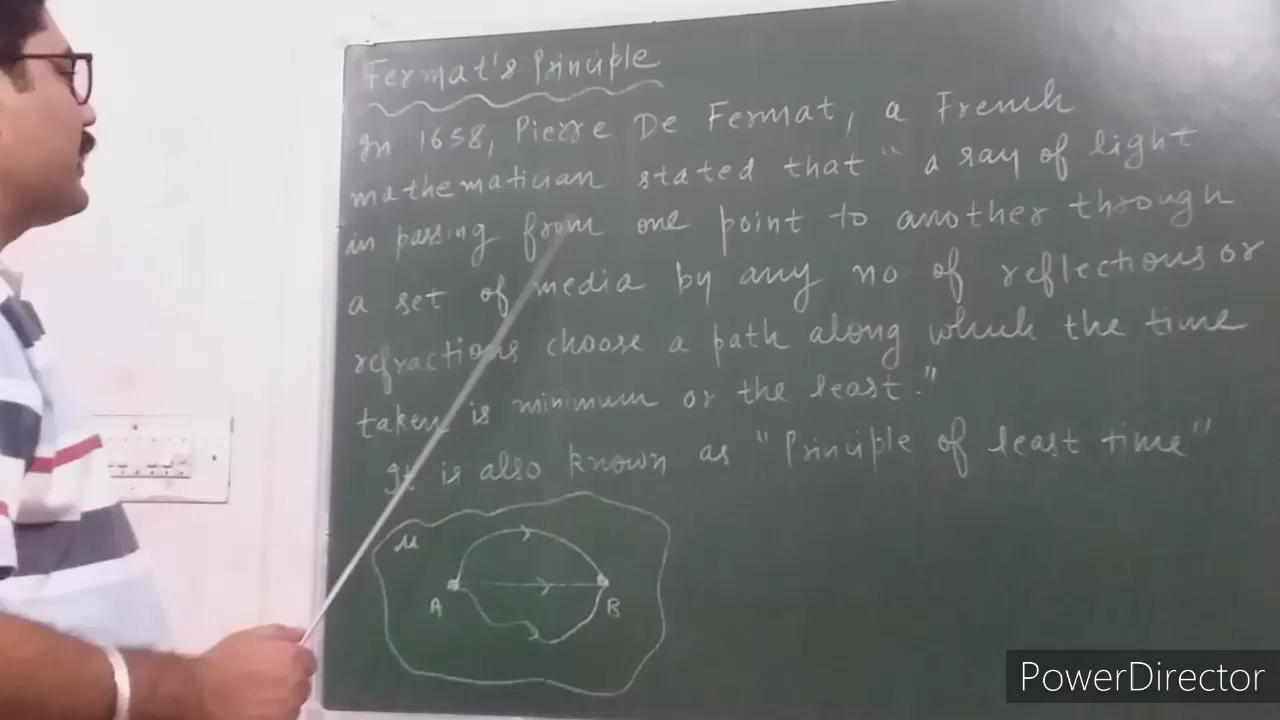 Fermat's Principle
In 1658, Pierre De Fermat, a French
mathematician stated that " a ray of light
in passing from one point to another through
a set of media by any no. of reflections or
refractions choose a path along which the time
taken is minimum or the least."
It is also known as "Principle of least time"
μ
A B
PowerDirector